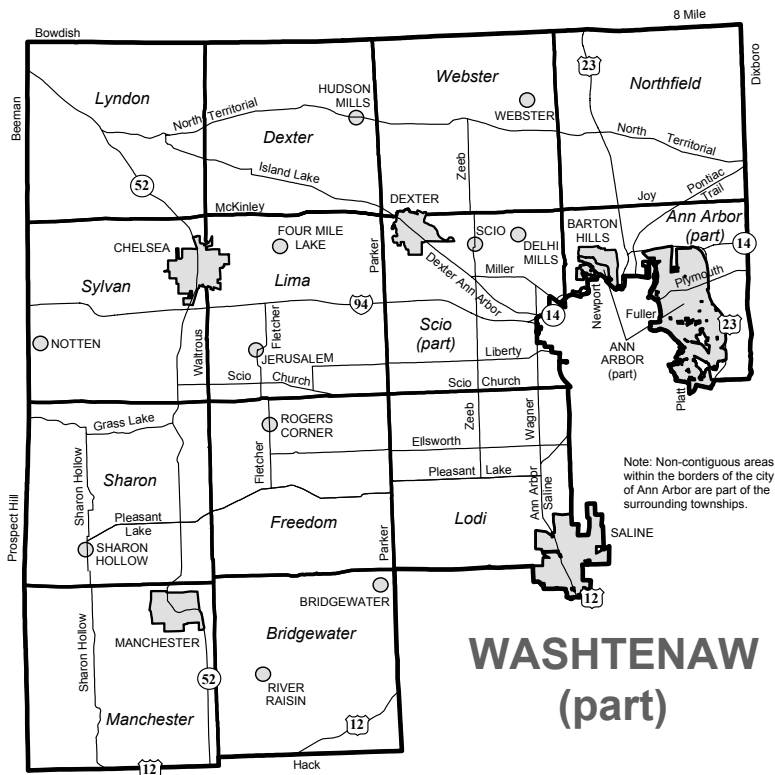 8 Mile
Bowdish
23
Dixboro
Webster
Northfield
Lyndon
HUDSON
MILLS
WEBSTER
Beeman
North Territorial
North Territorial
Dexter
Zeeb
Island Lake
Pontiac
Trail
52
DEXTER
Joy
McKinley
Ann Arbor
(part)
CHELSEA
FOUR MILE
LAKE
Parker
SCIO
DELHI
MILLS
BARTON
HILLS
14
Sylvan
Lima
Miller
Dexter Ann Arbor
Plymouth
94
Newport
14
Fuller
23
Fletcher
Scio
(part)
NOTTEN
Waltrous
JERUSALEM
Liberty
ANN
ARBOR
(part)
Scio Church
Scio Church
Platt
Grass Lake
ROGERS
CORNER
Zeeb
Wagner
Ellsworth
Fletcher
Sharon Hollow
Sharon
Pleasant Lake
Note: Non-contiguous areas
within the borders of the city
of Ann Arbor are part of the
surrounding townships.
Ann Arbor
Saline
Prospect Hill
Pleasant
Lake
Freedom
Lodi
Parker
SHARON
HOLLOW
SALINE
BRIDGEWATER
12
MANCHESTER
Bridgewater
Sharon Hollow
WASHTENAW
(part)
52
RIVER
RAISIN
Manchester
12
12
Hack